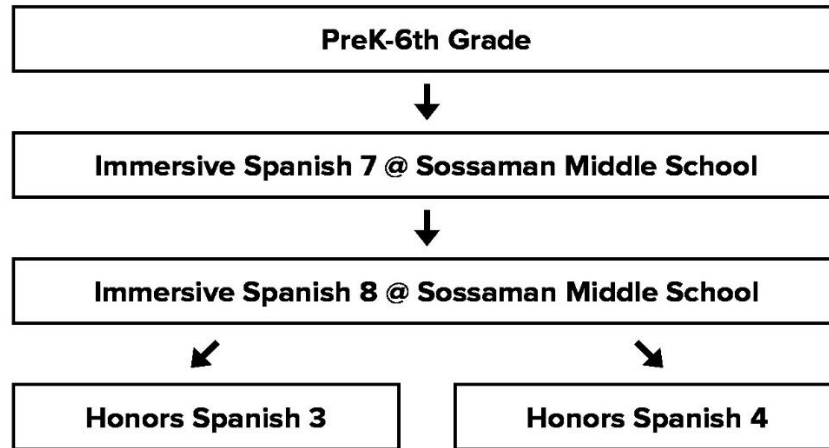 PreK-6th Grade
Immersive Spanish 7 @ Sossaman Middle School
Immersive Spanish 8 @ Sossaman Middle School
Honors Spanish 3
Honors Spanish 4